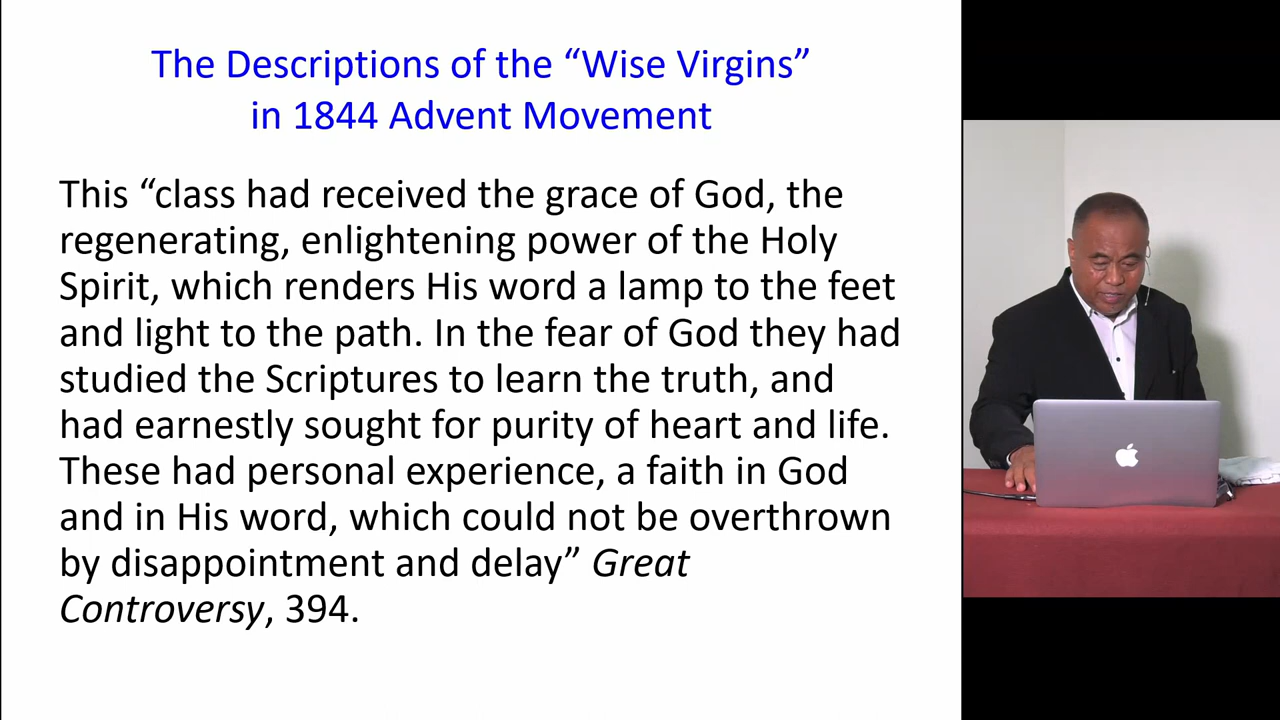 The Descriptions of the “Wise Virgins”
in 1844 Advent Movement
This “class had received the grace of God, the
regenerating, enlightening power of the Holy
Spirit, which renders His word a lamp to the feet
and light to the path. In the fear of God they had
studied the Scriptures to learn the truth, and
had earnestly sought for purity of heart and life.
These had personal experience, a faith in God
and in His word, which could not be overthrown
by disappointment and delay” Great
Controversy, 394.